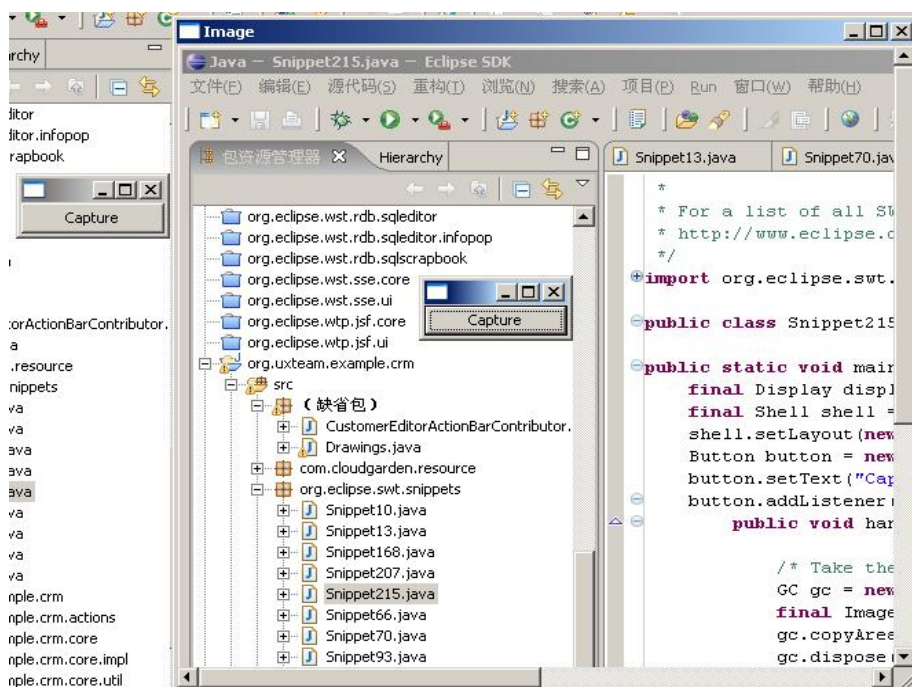 Image
Java — Snippet215.java — Eclipse SDK
文件(F) 编辑(E) 源代码(S) 重构(T) 浏览(N) 搜索(A) 项目(P) Run 窗口(W) 帮助(H)
包资源管理器 Hierarchy
Snippet13.java Snippet70.jav
org.eclipse.wst.rdb.sqleditor
org.eclipse.wst.rdb.sqleditor.infopop
org.eclipse.wst.rdb.sqlscrapbook
org.eclipse.wst.sse.core
org.eclipse.wst.sse.ui
org.eclipse.wtp.jsf.core
org.eclipse.wtp.jsf.ui
org.uxteam.example.crm
src
(缺省包)
CustomerEditorActionBarContributor.
Drawings.java
com.cloudgarden.resource
org.eclipse.swt.snippets
Snippet10.java
Snippet13.java
Snippet168.java
Snippet207.java
Snippet215.java
Snippet66.java
Snippet70.java
Snippet93.java
Capture
*
* For a list of all SW
* http://www.eclipse.o
*/
import org.eclipse.swt.
public class Snippet215
public static void main
final Display displ
final Shell shell =
shell.setLayout(new
Button button = new
button.setText("Cap
button.addListener(
public void han
/* Take the
GC gc = new
final Image
gc.copyArea
gc.dispose(
rchy
ditor
ditor.infopop
rapbook
Capture
torActionBarContributor.
a
.resource
nippets
va
va
ava
ava
ava
va
va
va
va
mple.crm
mple.crm.actions
mple.crm.core
mple.crm.core.impl
mple.crm.core.util